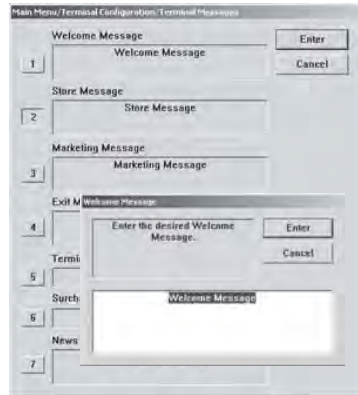 Main Menu/Terminal Configuration/Terminal Messages
Welcome Message
Welcome Message
Enter
1
Cancel
Store Message
Store Message
2
Marketing Message
Marketing Message
3
Exit M
Welcome Message
4
Enter the desired Welcome
Message.
Enter
Cancel
Termi
5
Welcome Message
Surch
6
News
7